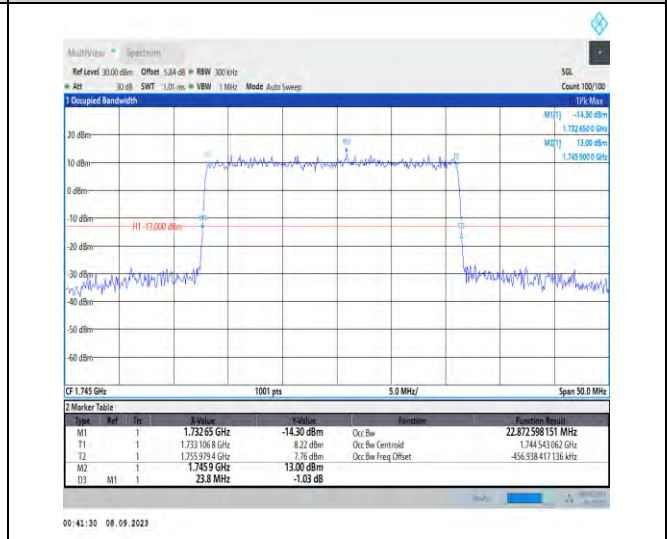 MultiView Spectrum
Ref Level 30.00 dBm Offset 5.84 dB RBW 300 kHz SGL
Att 30 dB SWT 1.01 ms VBW 1 MHz Mode Auto Sweep Count 100/100
1 Occupied Bandwidth 1Pk Max
M1[1] -14.30 dBm
1.732 650 0 GHz
M2[1] 13.00 dBm
1.745 900 0 GHz
20 dBm
M2
10 dBm
0 dBm
-10 dBm
H1 -13.000 dBm
-20 dBm
-30 dBm
-40 dBm
-50 dBm
-60 dBm
CF 1.745 GHz 1001 pts 5.0 MHz/ Span 50.0 MHz
2 Marker Table
Type Ref Trc X-Value Y-Value Function Function Result
M1 1 1.732 65 GHz -14.30 dBm Occ Bw 22.872 598 151 MHz
T1 1 1.733 106 8 GHz 8.22 dBm Occ Bw Centroid 1.744 543 062 GHz
T2 1 1.755 979 4 GHz 7.76 dBm Occ Bw Freq Offset -456.938 417 136 kHz
M2 1 1.745 9 GHz 13.00 dBm
D3 M1 1 23.8 MHz -1.03 dB
00:41:30 08.09.2023